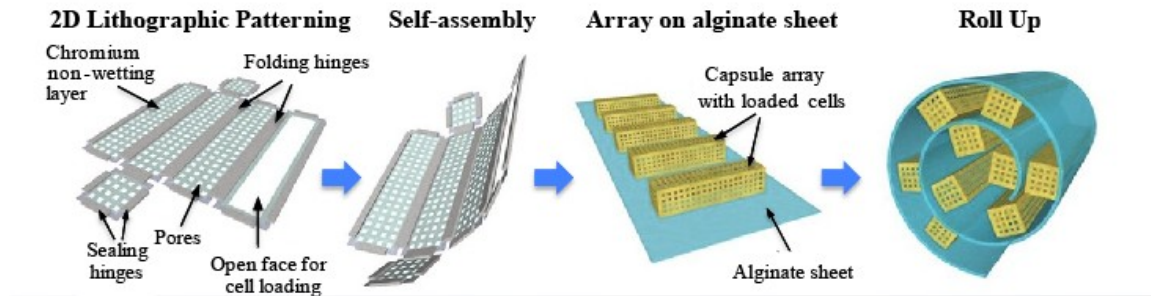 2D Lithographic Patterning
Self-assembly
Array on alginate sheet
Roll Up
Chromium
non-wetting
layer
Folding hinges
Sealing
hinges
Pores
Open face for
cell loading
Capsule array
with loaded cells
Alginate sheet